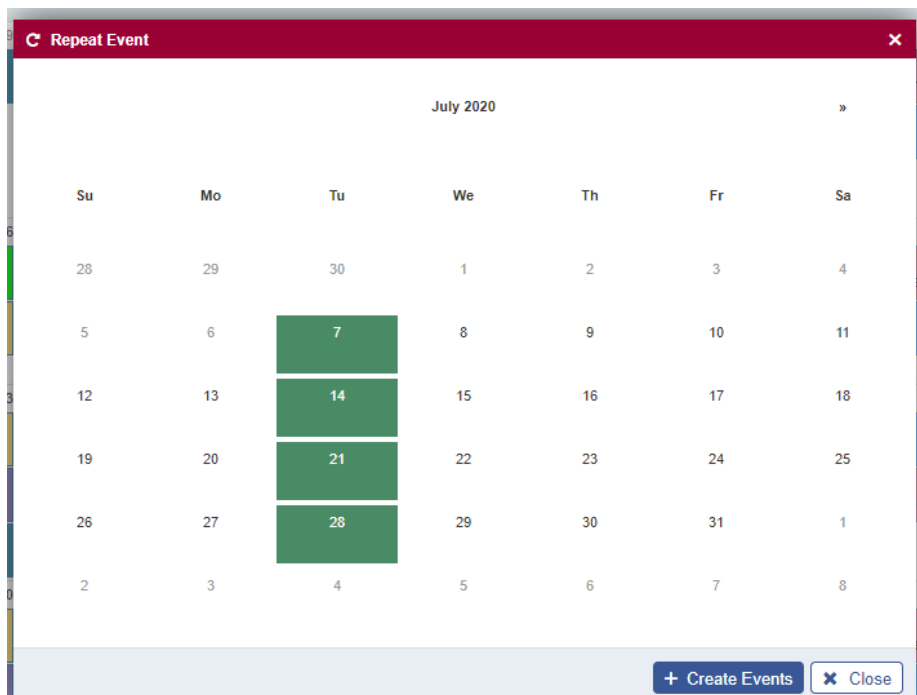 Repeat Event ×
July 2020 »
Su Mo Tu We Th Fr Sa
28 29 30 1 2 3 4
5 6 7 8 9 10 11
12 13 14 15 16 17 18
19 20 21 22 23 24 25
26 27 28 29 30 31 1
2 3 4 5 6 7 8
+ Create Events × Close